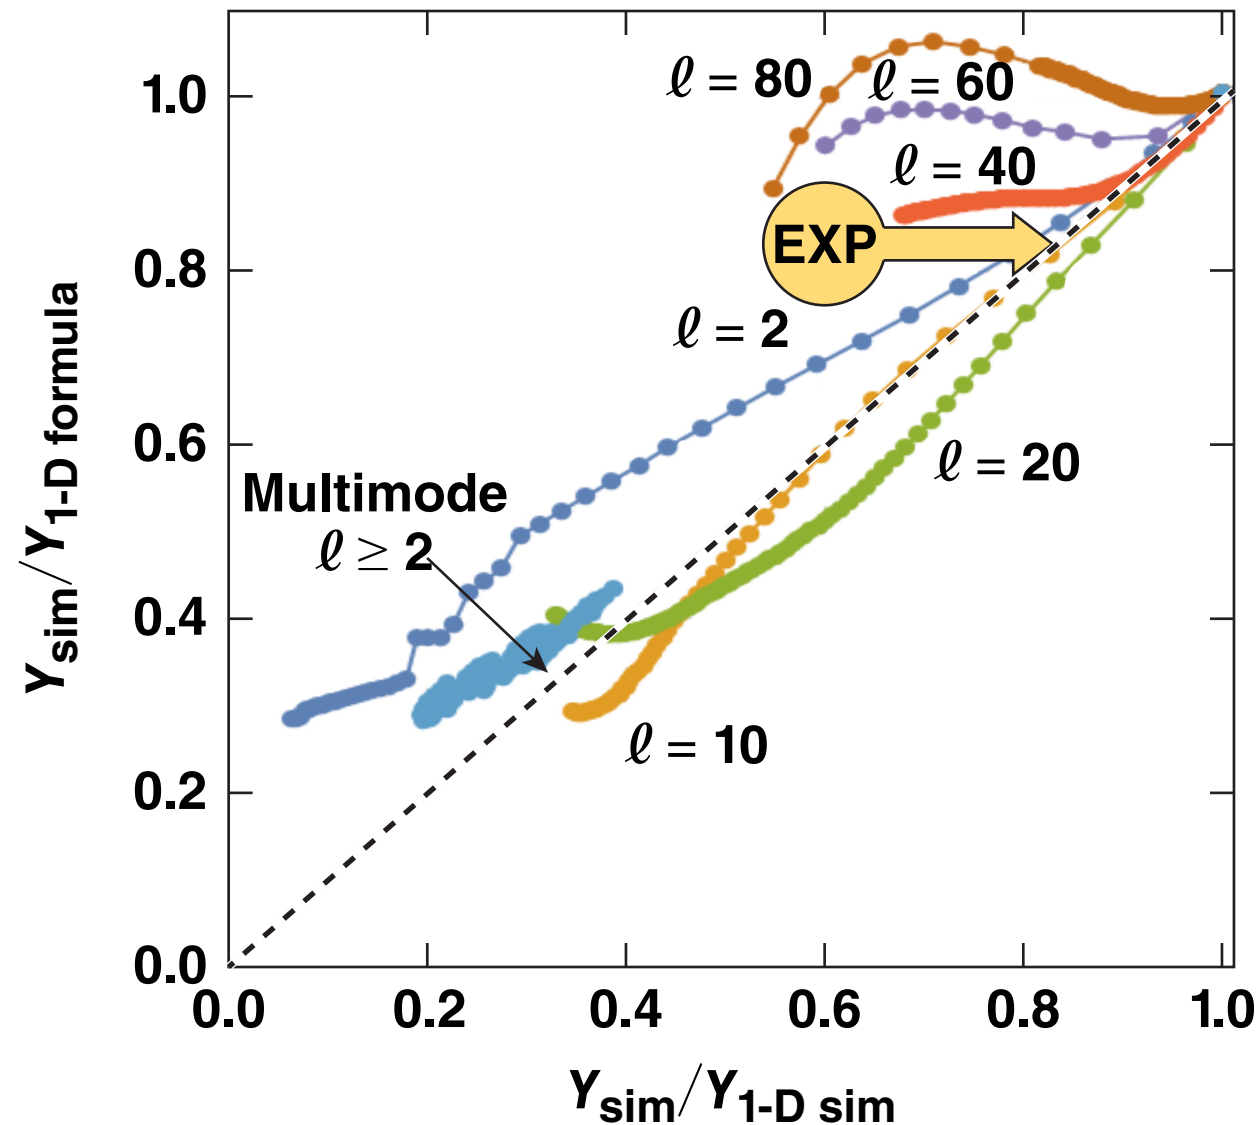 1.0
0.8
0.6
0.4
0.2
0.0
Ysim/Y1-D formula
ℓ = 80
ℓ = 60
ℓ = 40
EXP
ℓ = 2
ℓ = 20
Multimode
ℓ ≥ 2
ℓ = 10
0.0 0.2 0.4 0.6 0.8 1.0
Ysim/Y1-D sim